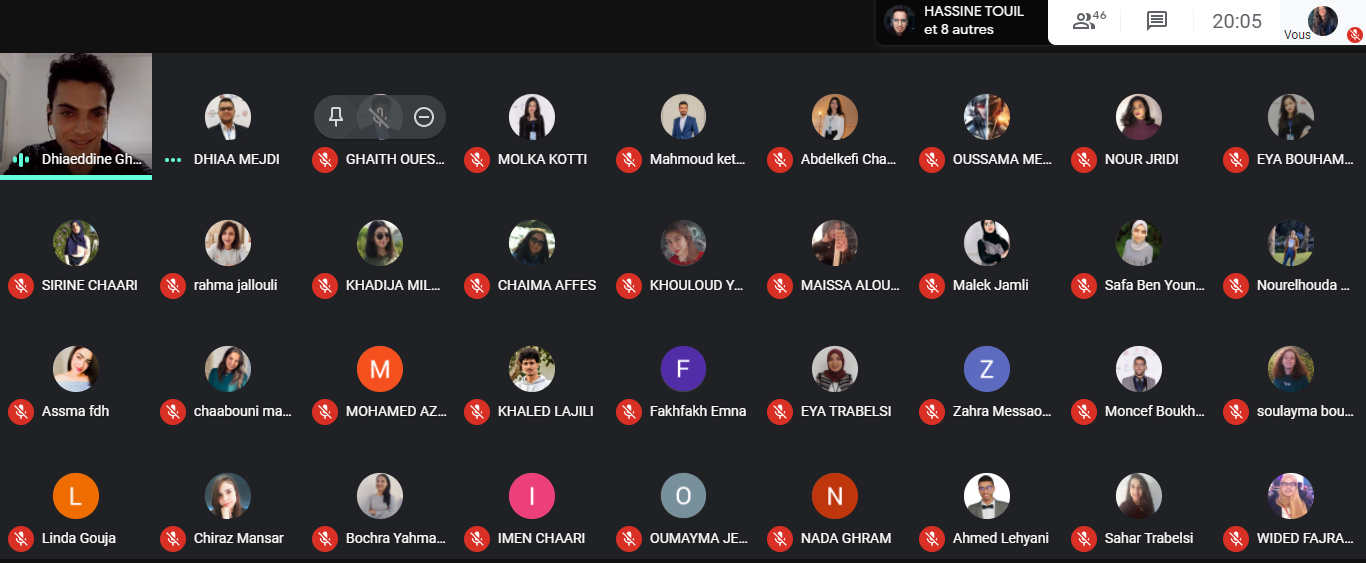 HASSINE TOUIL
et 8 autres
46
20:05
Vous
Dhiaeddine Gh...
DHIAA MEJDI
GHAITH OUES...
MOLKA KOTTI
Mahmoud ket...
Abdelkefi Cha...
OUSSAMA ME...
NOUR JRIDI
EYA BOUHAM...
SIRINE CHAARI
rahma jallouli
KHADIJA MIL...
CHAIMA AFFES
KHOULOUD Y...
MAISSA ALOU...
Malek Jamli
Safa Ben Youn...
Nourelhouda ...
Assma fdh
chaabouni ma...
M
MOHAMED AZ...
KHALED LAJILI
F
Fakhfakh Emna
EYA TRABELSI
Z
Zahra Messao...
Moncef Boukh...
soulayma bou...
L
Linda Gouja
Chiraz Mansar
Bochra Yahma...
I
IMEN CHAARI
O
OUMAYMA JE...
N
NADA GHRAM
Ahmed Lehyani
Sahar Trabelsi
WIDED FAJRA...